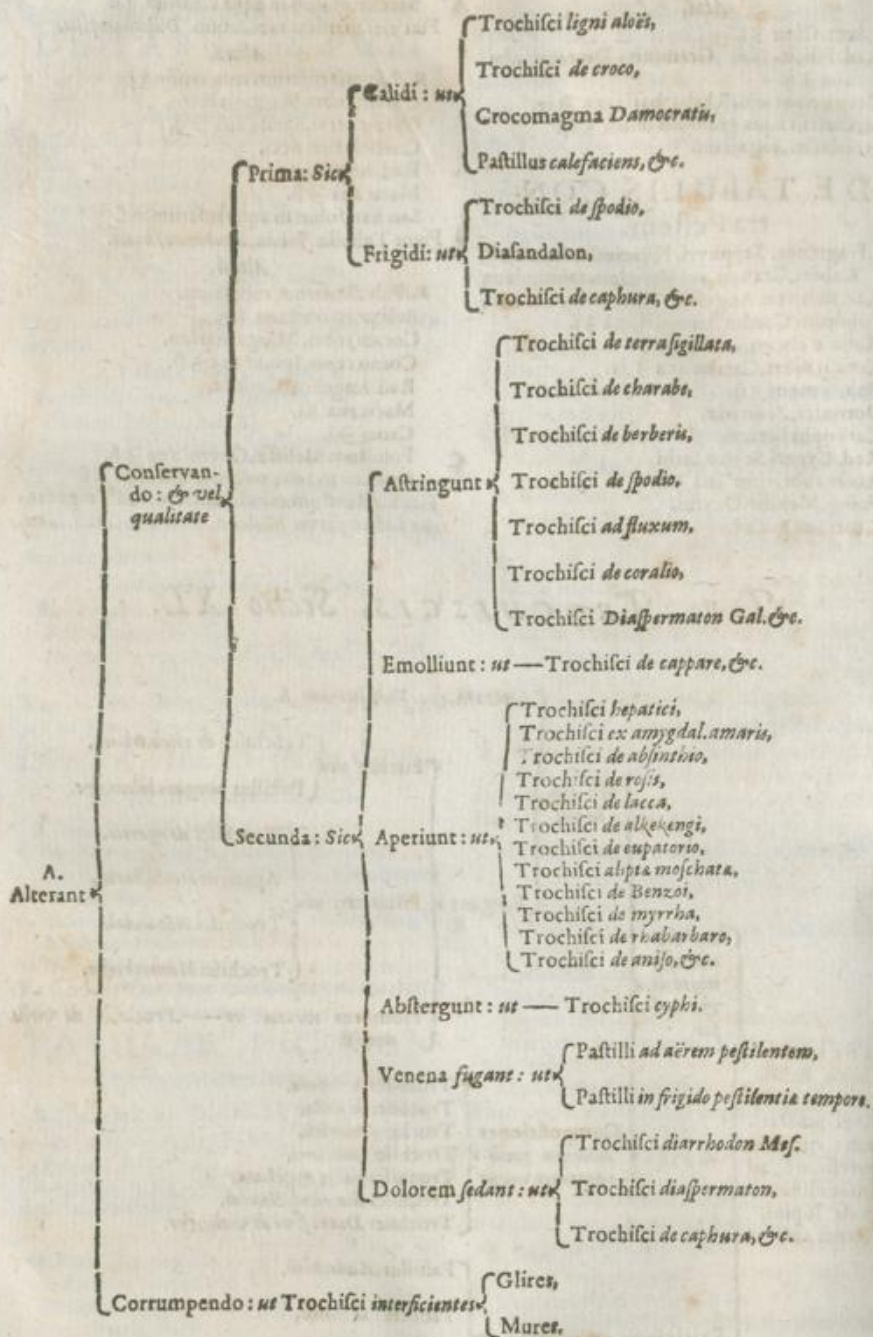 Trochiſci ligni aloës,
Trochiſci de croco,
Calidi : ut
Crocomagma Damocratis,
Paſtillus calefaciens, &c.
Prima: Sic
Trochiſci de ſpodio,
Frigidi: ut
Diaſandalon,
Trochiſci de caphura, &c.
Trochiſci de terra ſigillata,
Trochiſci de charabe,
Trochiſci de berberis,
Conſervan-
do : & vel
qualitate
Aſtringunt
Trochiſci de ſpodio,
Trochiſci ad fluxum,
Trochiſci de coralio,
Trochiſci Diaſpermaton Gal. &c.
Emolliunt : ut — Trochiſci de cappare, &c.
Trochiſci hepatici,
Trochiſci ex amygdal. amaris,
Trochiſci de abſinthio,
Trochiſci de roſis,
Trochiſci de lacca,
Secunda : Sic
Aperiunt : ut
Trochiſci de alkekengi,
Trochiſci de eupatorio,
A.
Alterant
Trochiſci alipta moſchata,
Trochiſci de Benzoi,
Trochiſci de myrrha,
Trochiſci de rhabarbaro,
Trochiſci de aniſo, &c.
Abſtergunt : ut — Trochiſci cyphi.
Venena fugant : ut
Paſtilli ad aërem peſtilentem,
Paſtilli in frigido peſtilentia tempore.
Trochiſci diarrhodon Meſ.
Dolorem ſedant : ut
Trochiſci diaſpermaton,
Trochiſci de caphura, &c.
Corrumpendo : ut Trochiſci interficientes
Glires,
Mures.